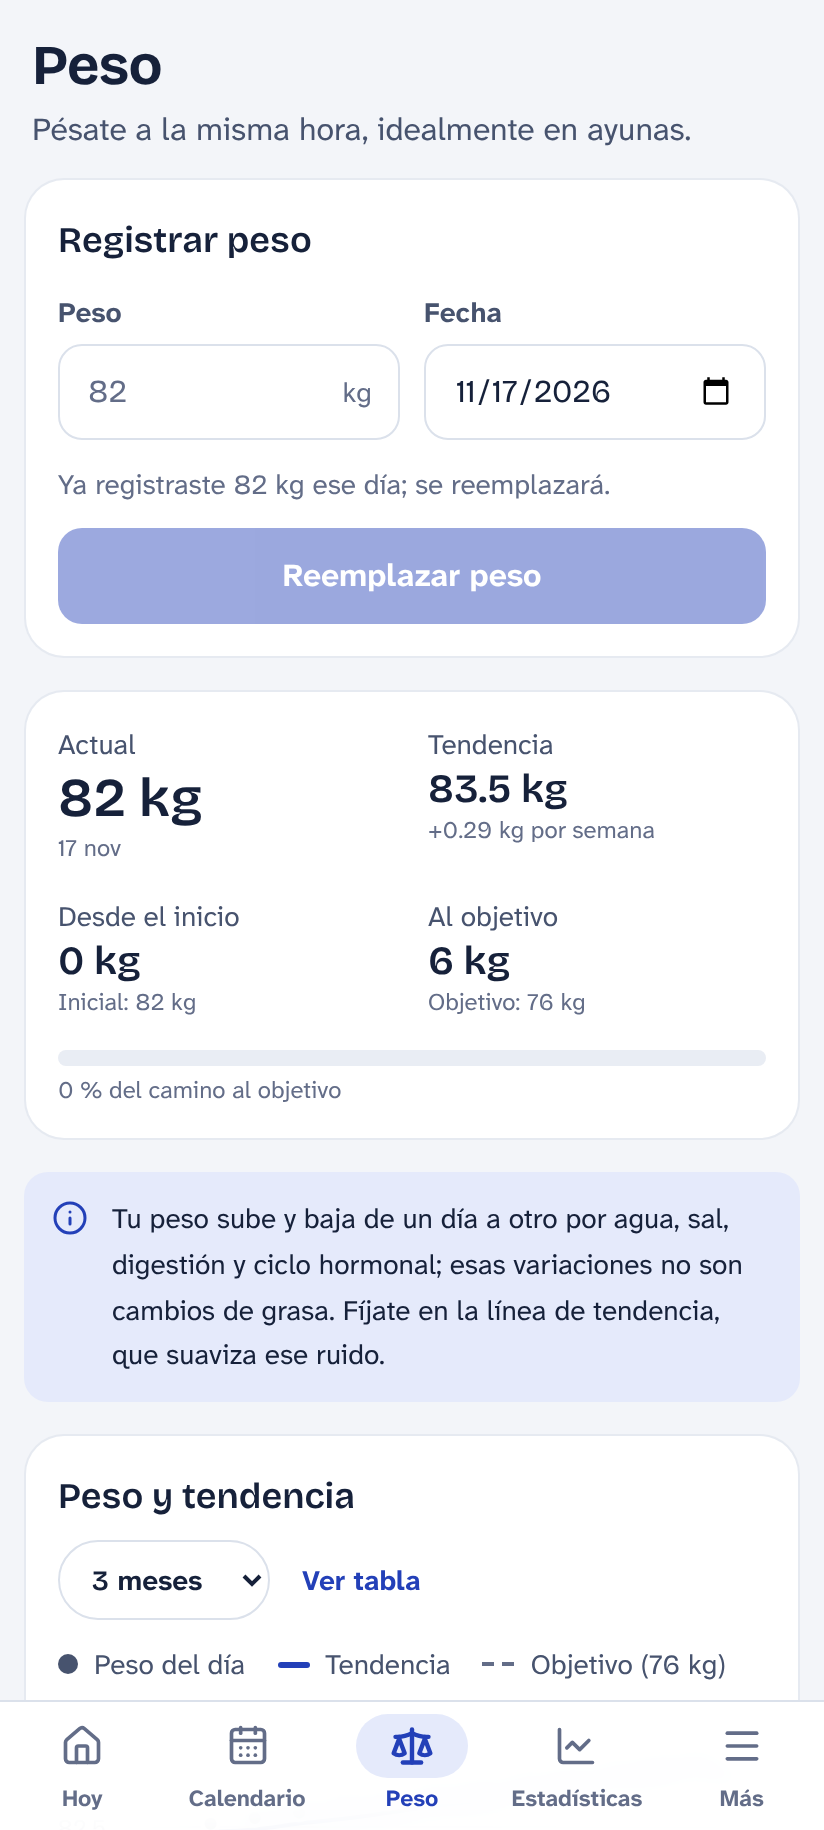 Peso
Pésate a la misma hora, idealmente en ayunas.
Registrar peso
Peso
Fecha
82 kg
11/17/2026
Ya registraste 82 kg ese día; se reemplazará.
Reemplazar peso
Actual
82 kg
17 nov
Tendencia
83.5 kg
+0.29 kg por semana
Desde el inicio
0 kg
Inicial: 82 kg
Al objetivo
6 kg
Objetivo: 76 kg
0 % del camino al objetivo
Tu peso sube y baja de un día a otro por agua, sal,
digestión y ciclo hormonal; esas variaciones no son
cambios de grasa. Fíjate en la línea de tendencia,
que suaviza ese ruido.
Peso y tendencia
3 meses
Ver tabla
Peso del día
Tendencia
Objetivo (76 kg)
Hoy
Calendario
Peso
Estadísticas
Más